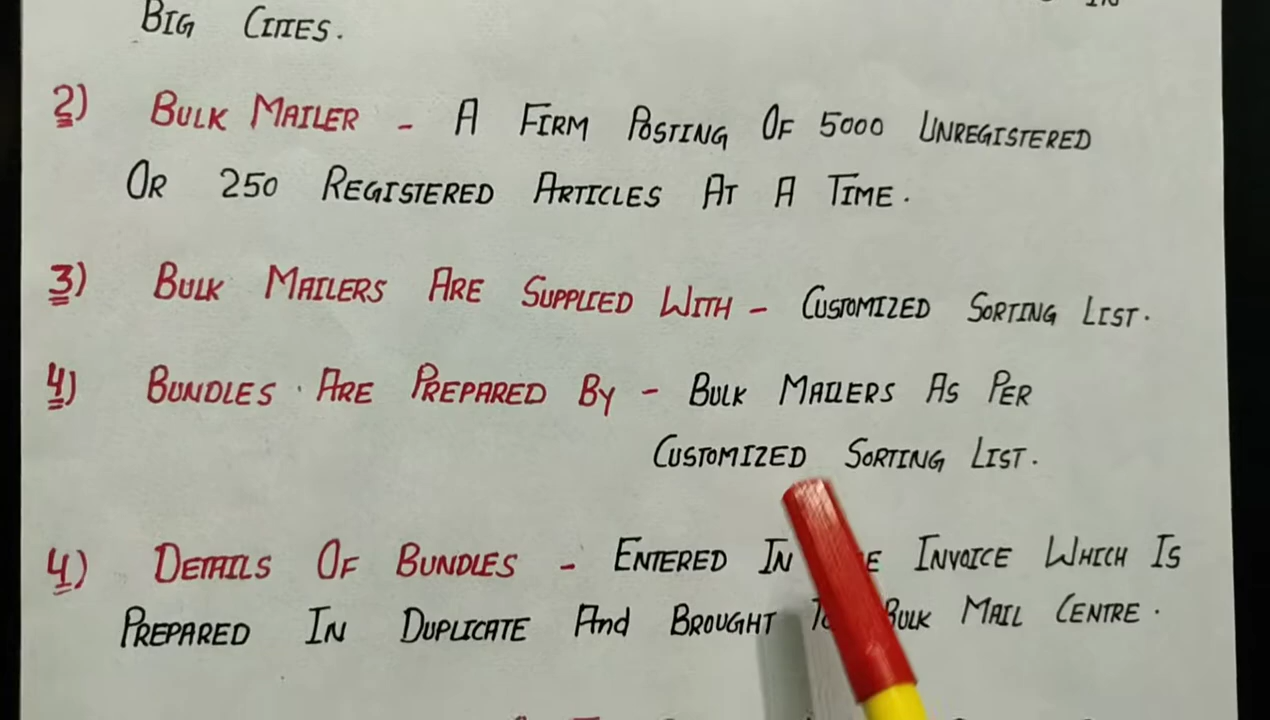 IN
BIG CITIES.
2) BULK MAILER - A FIRM POSTING OF 5000 UNREGISTERED
OR 250 REGISTERED ARTICLES AT A TIME.
3) BULK MAILERS ARE SUPPLIED WITH - CUSTOMIZED SORTING LIST.
4) BUNDLES ARE PREPARED BY - BULK MAILERS AS PER
CUSTOMIZED SORTING LIST.
4) DETAILS OF BUNDLES - ENTERED IN INVOICE WHICH IS
PREPARED IN DUPLICATE And BROUGHT TO BULK MAIL CENTRE.